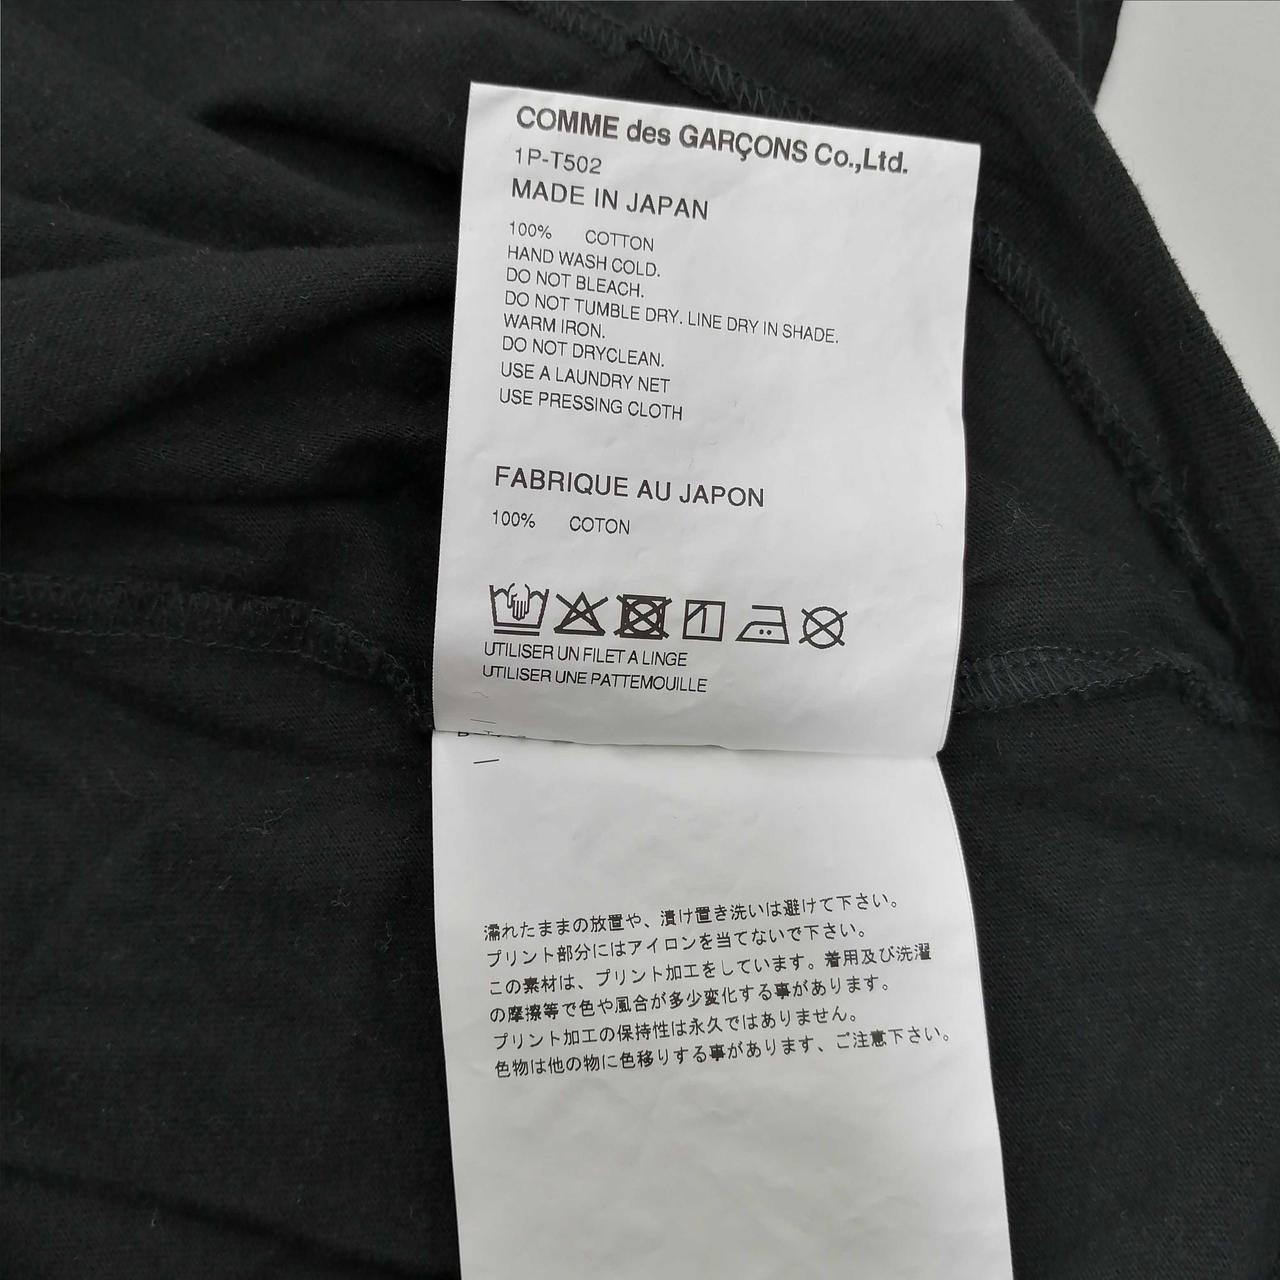 COMME des GARÇONS Co.,Ltd.
1P-T502
MADE IN JAPAN
100% COTTON
HAND WASH COLD.
DO NOT BLEACH.
DO NOT TUMBLE DRY. LINE DRY IN SHADE.
WARM IRON.
DO NOT DRYCLEAN.
USE A LAUNDRY NET
USE PRESSING CLOTH
FABRIQUE AU JAPON
100% COTON
UTILISER UN FILET A LINGE
UTILISER UNE PATTEMOUILLE
濡れたままの放置や、漬け置き洗いは避けて下さい。
プリント部分にはアイロンを当てないで下さい。
この素材は、プリント加工をしています。着用及び洗濯
の摩擦等で色や風合が多少変化する事があります。
プリント加工の保持性は永久ではありません。
色物は他の物に色移りする事があります、ご注意下さい。